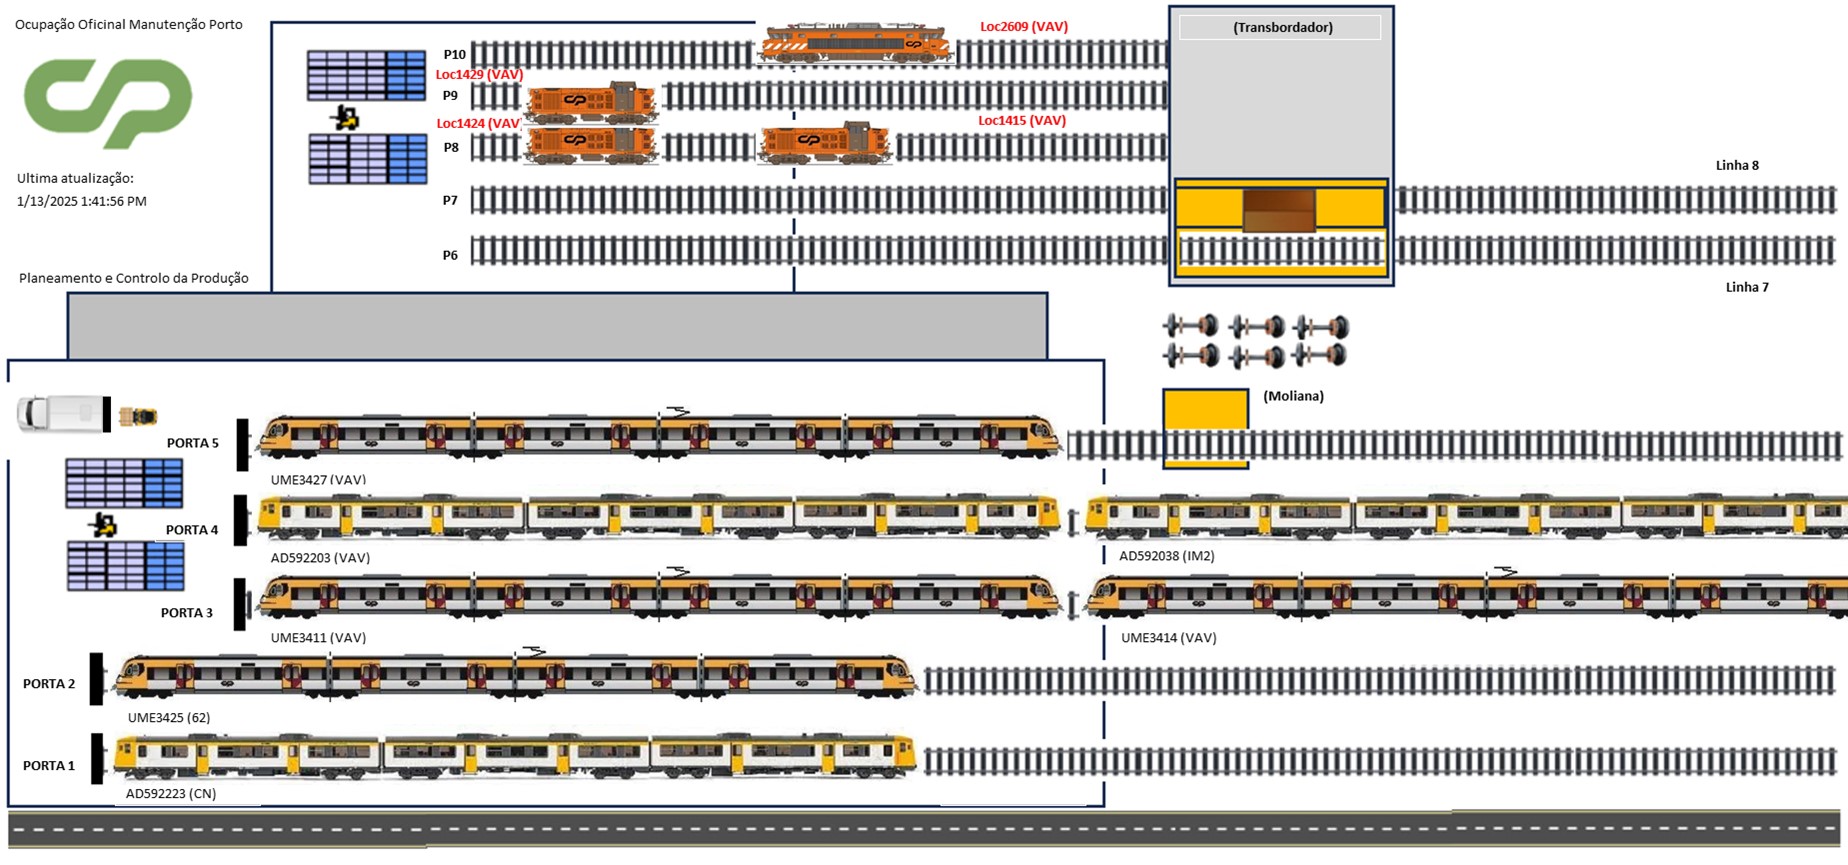 Ocupação Oficinal Manutenção Porto
CP
Ultima atualização:
1/13/2025 1:41:56 PM
Planeamento e Controlo da Produção
P10
Loc2609 (VAV)
Loc1429 (VAV)
P9
Loc1424 (VAV)
P8
Loc1415 (VAV)
P7
P6
(Transbordador)
Linha 8
Linha 7
(Moliana)
PORTA 5
UME3427 (VAV)
PORTA 4
AD592203 (VAV)
AD592038 (IM2)
PORTA 3
UME3411 (VAV)
UME3414 (VAV)
PORTA 2
UME3425 (62)
PORTA 1
AD592223 (CN)